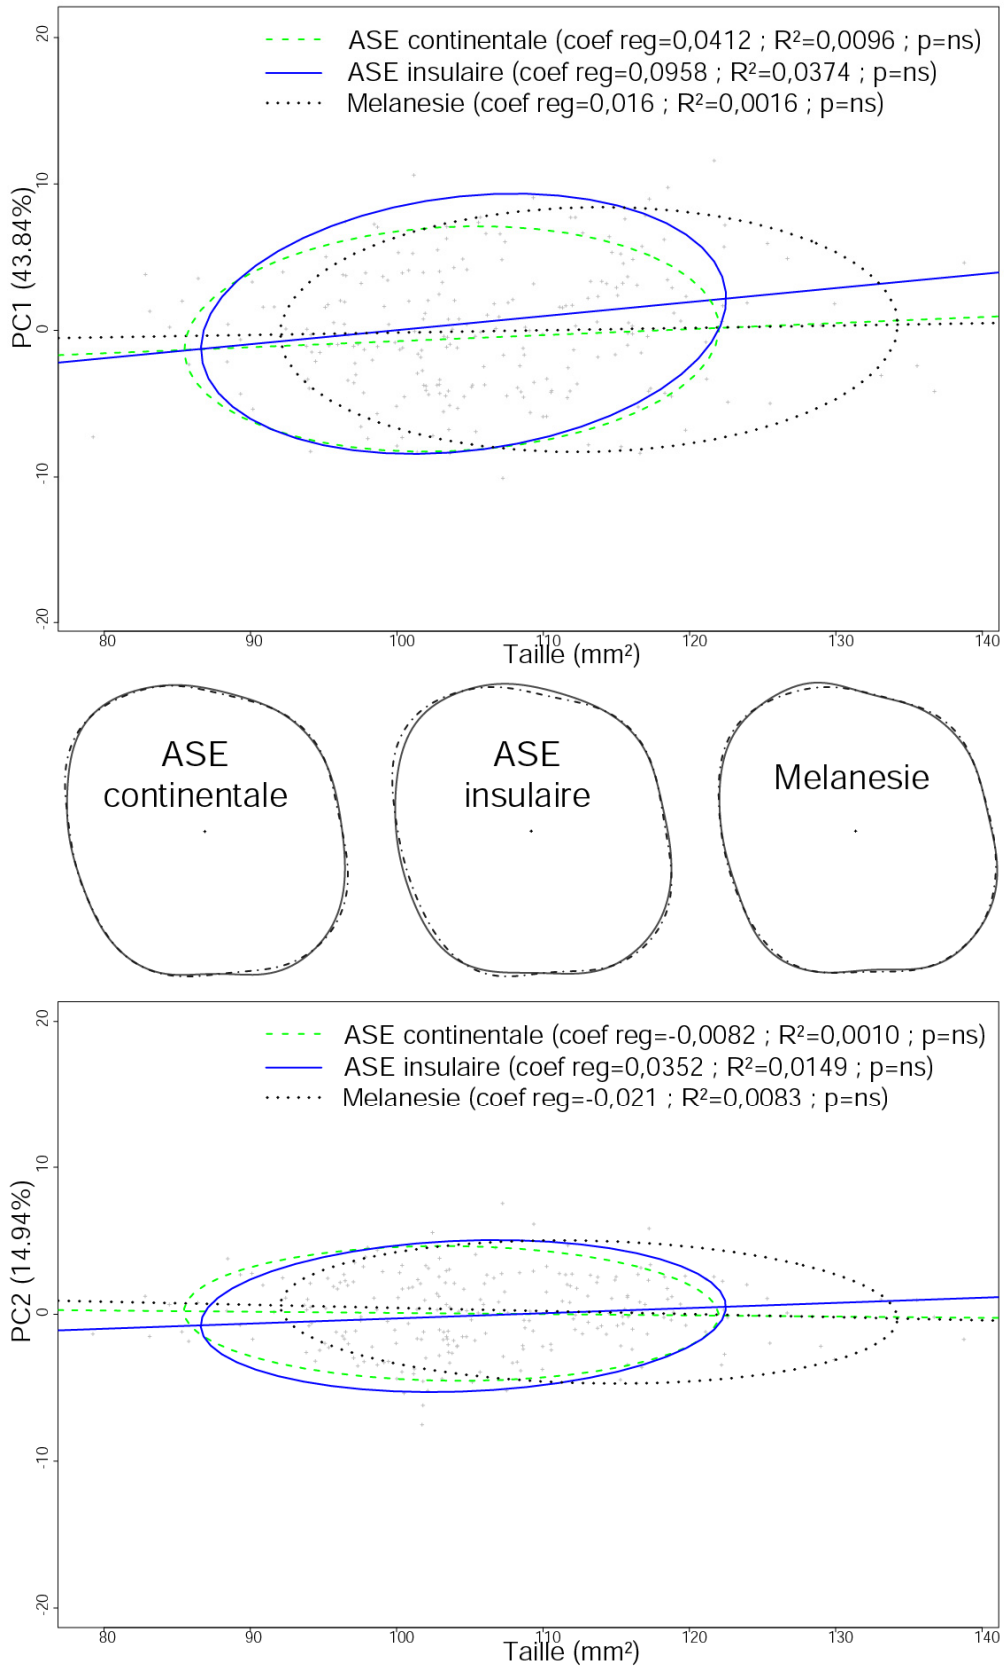 ASE continentale (coef reg=0,0412 ; R²=0,0096 ; p=ns)
ASE insulaire (coef reg=0,0958 ; R²=0,0374 ; p=ns)
Melanesie (coef reg=0,016 ; R²=0,0016 ; p=ns)
PC1 (43.84%)
20
10
0
-10
-20
80 90 100 110 120 130 140
Taille (mm²)
ASE
continentale
ASE
insulaire
Melanesie
ASE continentale (coef reg=-0,0082 ; R²=0,0010 ; p=ns)
ASE insulaire (coef reg=0,0352 ; R²=0,0149 ; p=ns)
Melanesie (coef reg=-0,021 ; R²=0,0083 ; p=ns)
PC2 (14.94%)
20
10
0
-10
-20
80 90 100 110 120 130 140
Taille (mm²)